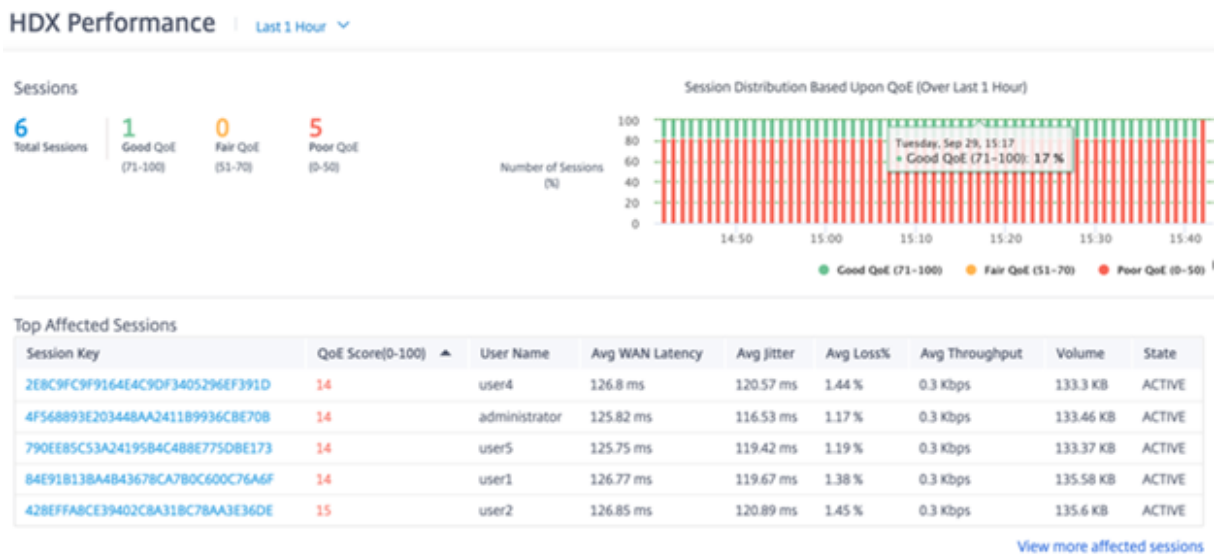 HDX Performance Last 1 Hour
Sessions
6
Total Sessions
1
Good QoE
(71-100)
0
Fair QoE
(51-70)
5
Poor QoE
(0-50)
Session Distribution Based Upon QoE (Over Last 1 Hour)
Number of Sessions
(%)
100
80
60
40
20
0
Tuesday, Sep 29, 15:17
Good QoE (71-100): 17 %
14:50 15:00 15:10 15:20 15:30 15:40
Good QoE (71-100) Fair QoE (51-70) Poor QoE (0-50)
Top Affected Sessions
Session Key QoE Score(0-100) User Name Avg WAN Latency Avg Jitter Avg Loss% Avg Throughput Volume State
2E8C9FC9F9164E4C9DF3405296EF391D 14 user4 126.8 ms 120.57 ms 1.44 % 0.3 Kbps 133.3 KB ACTIVE
4F568893E203448AA2411B9936CBE70B 14 administrator 125.82 ms 116.53 ms 1.17 % 0.3 Kbps 133.46 KB ACTIVE
790EE85C53A24195B4C4B8E775DBE173 14 user5 125.75 ms 119.42 ms 1.19 % 0.3 Kbps 133.37 KB ACTIVE
84E91B13BA4B43678CA7B0C600C76A6F 14 user1 126.77 ms 119.67 ms 1.38 % 0.3 Kbps 135.58 KB ACTIVE
428EFFA8CE39402C8A31BC78AA3E36DE 15 user2 126.85 ms 120.89 ms 1.45 % 0.3 Kbps 135.6 KB ACTIVE
View more affected sessions